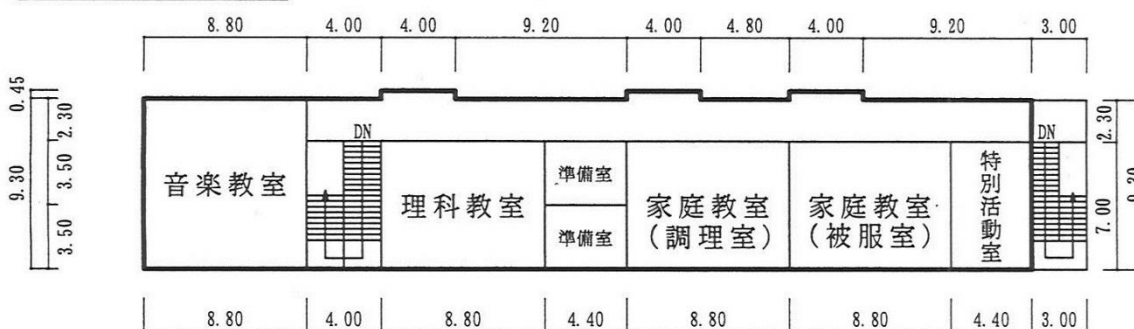 8.80 4.00 4.00 9.20 4.00 4.80 4.00 9.20 3.00
0.45
2.30
3.50
9.30
3.50
DN
DN
2.30
7.00
音楽教室
理科教室
準備室
準備室
家庭教室
(調理室)
家庭教室
(被服室)
特別活動室
8.80 4.00 8.80 4.40 8.80 8.80 4.40 3.00